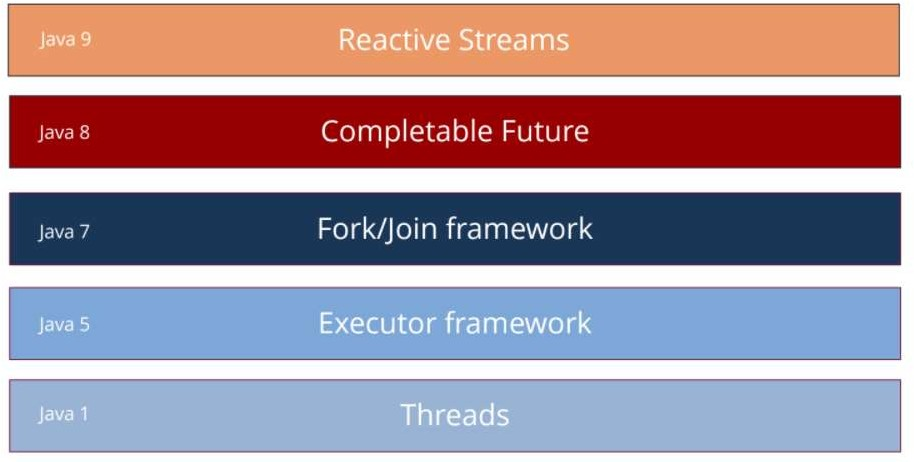 Java 9 Reactive Streams
Java 8 Completable Future
Java 7 Fork/Join framework
Java 5 Executor framework
Java 1 Threads